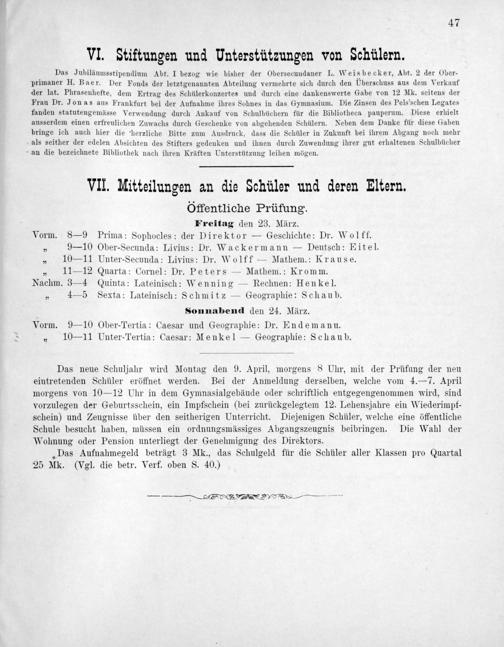 47
VI. Stiftungen und Unterstützungen von Schülern.
Das Jubiläumsstipendium Abt. I bezog wie bisher der Obersecundaner L. Weisbecker, Abt. 2 der Ober-
primaner H. Baer. Der Fonds der letztgenannten Abteilung vermehrte sich durch den Überschuss aus dem Verkauf
der lat. Phrasenhefte, dem Ertrag des Schülerkonzertes und durch eine dankenswerte Gabe von 12 Mk. seitens der
Frau Dr. Jonas aus Frankfurt bei der Aufnahme ihres Sohnes in das Gymnasium. Die Zinsen des Pels'schen Legates
fanden statutengemässe Verwendung durch Ankauf von Schulbüchern für die Bibliotheca pauperum. Diese erhielt
ausserdem einen erfreulichen Zuwachs durch Geschenke von abgehenden Schülern. Neben dem Danke für diese Gaben
bringe ich auch hier die herzliche Bitte zum Ausdruck, dass die Schüler in Zukunft bei ihrem Abgang noch mehr
als seither der edelen Absichten des Stifters gedenken und ihnen durch Zuwendung ihrer gut erhaltenen Schulbücher
an die bezeichnete Bibliothek nach ihren Kräften Unterstützung leihen mögen.
VII. Mitteilungen an die Schüler und deren Eltern.
Öffentliche Prüfung.
Freitag den 23. März.
Vorm. 8—9 Prima: Sophocles: der Direktor — Geschichte: Dr. Wolff.
„ 9—10 Ober-Secunda: Livius: Dr. Wackermann — Deutsch: Eitel.
„ 10—11 Unter-Secunda: Livius: Dr. Wolff — Mathem.: Krause.
„ 11—12 Quarta: Cornel: Dr. Peters — Mathem.: Kromm.
Nachm. 3—4 Quinta: Lateinisch: Wenning — Rechnen: Henkel.
„ 4—5 Sexta: Lateinisch: Schmitz — Geographie: Schaub.
Sonnabend den 24. März.
Vorm. 9—10 Ober-Tertia: Caesar und Geographie: Dr. Endemanu.
„ 10—11 Unter-Tertia: Caesar: Menkel — Geographie: Schaub.
Das neue Schuljahr wird Montag den 9. April, morgens 8 Uhr, mit der Prüfung der neu
eintretenden Schüler eröffnet werden. Bei der Anmeldung derselben, welche vom 4.—7. April
morgens von 10—12 Uhr in dem Gymnasialgebäude oder schriftlich entgegengenommen wird, sind
vorzulegen der Geburtsschein, ein Impfschein (bei zurückgelegtem 12. Lebensjahre ein Wiederimpf-
schein) und Zeugnisse über den seitherigen Unterricht. Diejenigen Schüler, welche eine öffentliche
Schule besucht haben, müssen ein ordnungsmässiges Abgangszeugnis beibringen. Die Wahl der
Wohnung oder Pension unterliegt der Genehmigung des Direktors.
Das Aufnahmegeld beträgt 3 Mk., das Schulgeld für die Schüler aller Klassen pro Quartal
25 Mk. (Vgl. die betr. Verf. oben S. 40.)